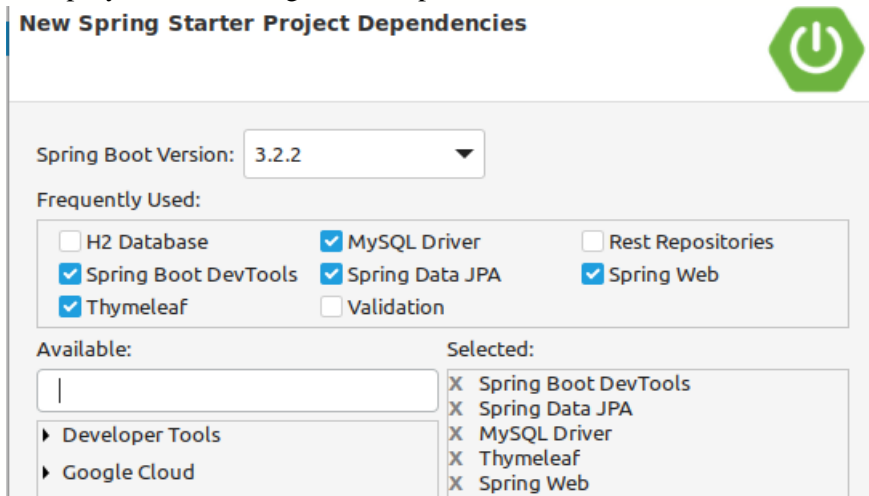 New Spring Starter Project Dependencies
Spring Boot Version: 3.2.2
Frequently Used:
H2 Database MySQL Driver Rest Repositories
Spring Boot DevTools Spring Data JPA Spring Web
Thymeleaf Validation
Available: Selected:
X Spring Boot DevTools
X Spring Data JPA
Developer Tools X MySQL Driver
X Thymeleaf
Google Cloud X Spring Web